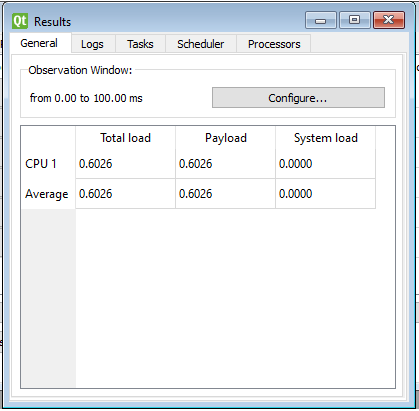 Qt Results
General Logs Tasks Scheduler Processors
Observation Window:
from 0.00 to 100.00 ms Configure...
Total load Payload System load
CPU 1 0.6026 0.6026 0.0000
Average 0.6026 0.6026 0.0000